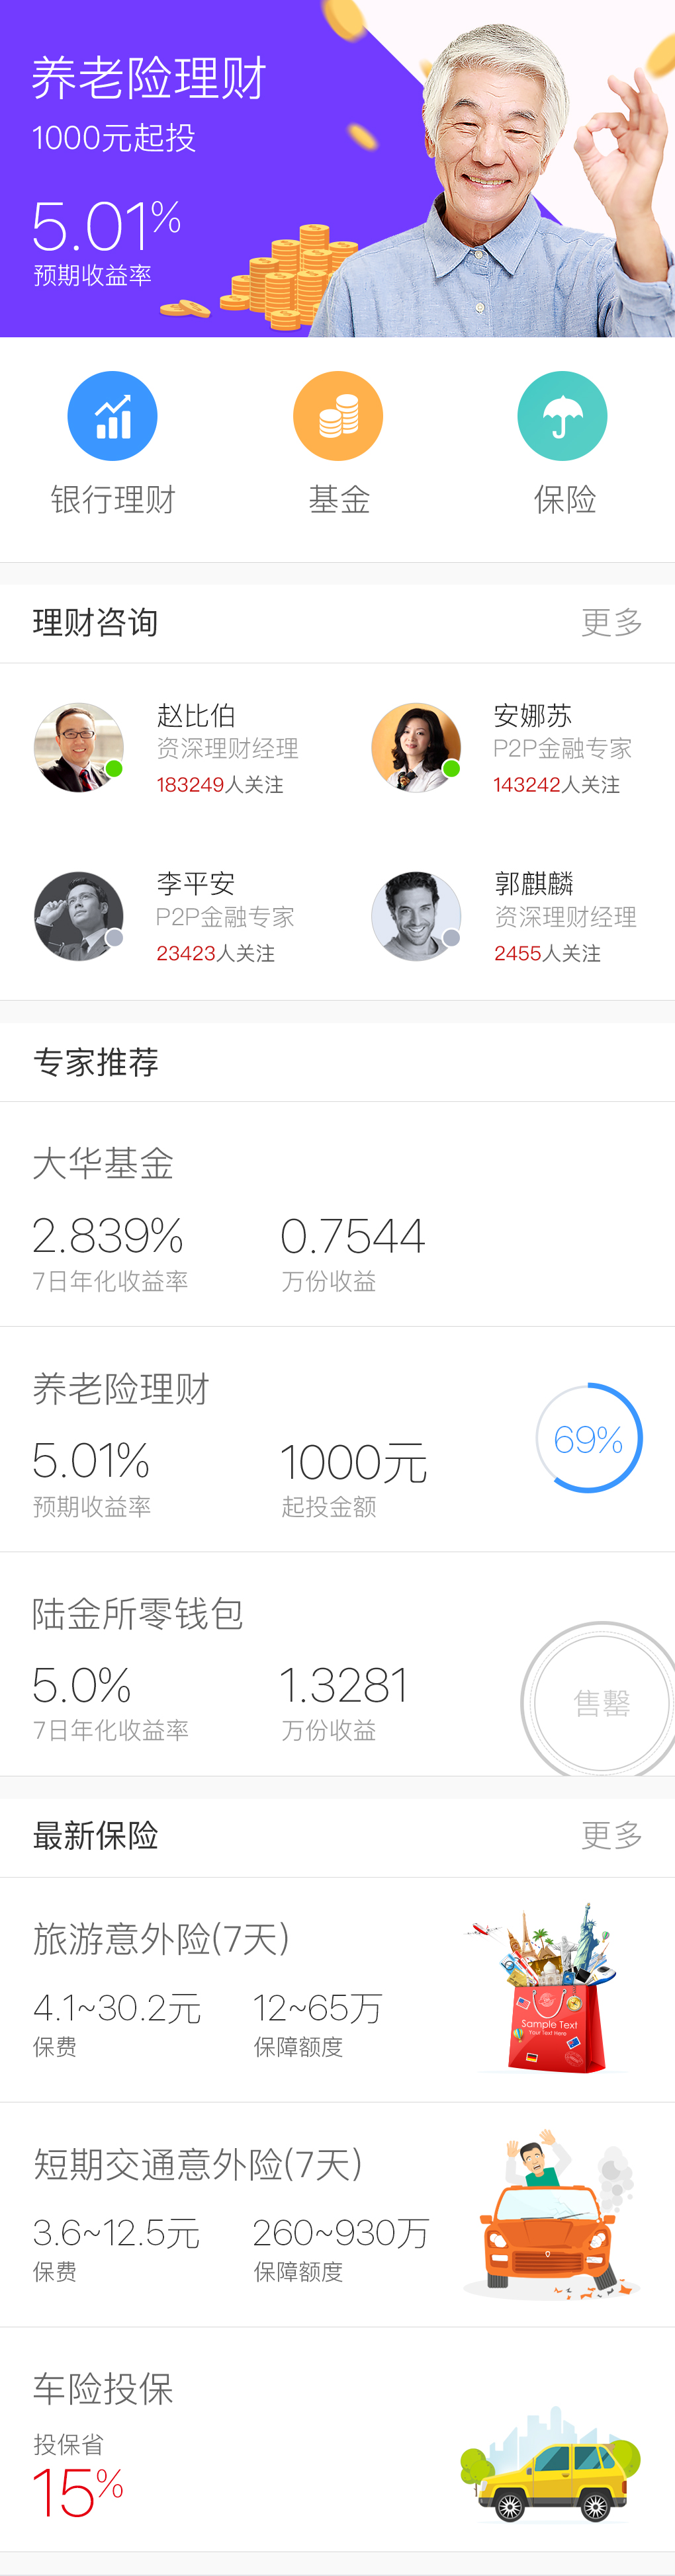 养老险理财
1000元起投
5.01%
预期收益率
银行理财
基金
保险
理财咨询
更多
赵比伯
资深理财经理
183249人关注
安娜苏
P2P金融专家
143242人关注
李平安
P2P金融专家
23423人关注
郭麒麟
资深理财经理
2455人关注
专家推荐
大华基金
2.839%
0.7544
7日年化收益率
万份收益
养老险理财
5.01%
1000元
69%
预期收益率
起投金额
陆金所零钱包
5.0%
1.3281
售罄
7日年化收益率
万份收益
最新保险
更多
旅游意外险(7天)
4.1~30.2元
12~65万
保费
保障额度
Sample Text
Your Text Here
短期交通意外险(7天)
3.6~12.5元
260~930万
保费
保障额度
车险投保
投保省
15%